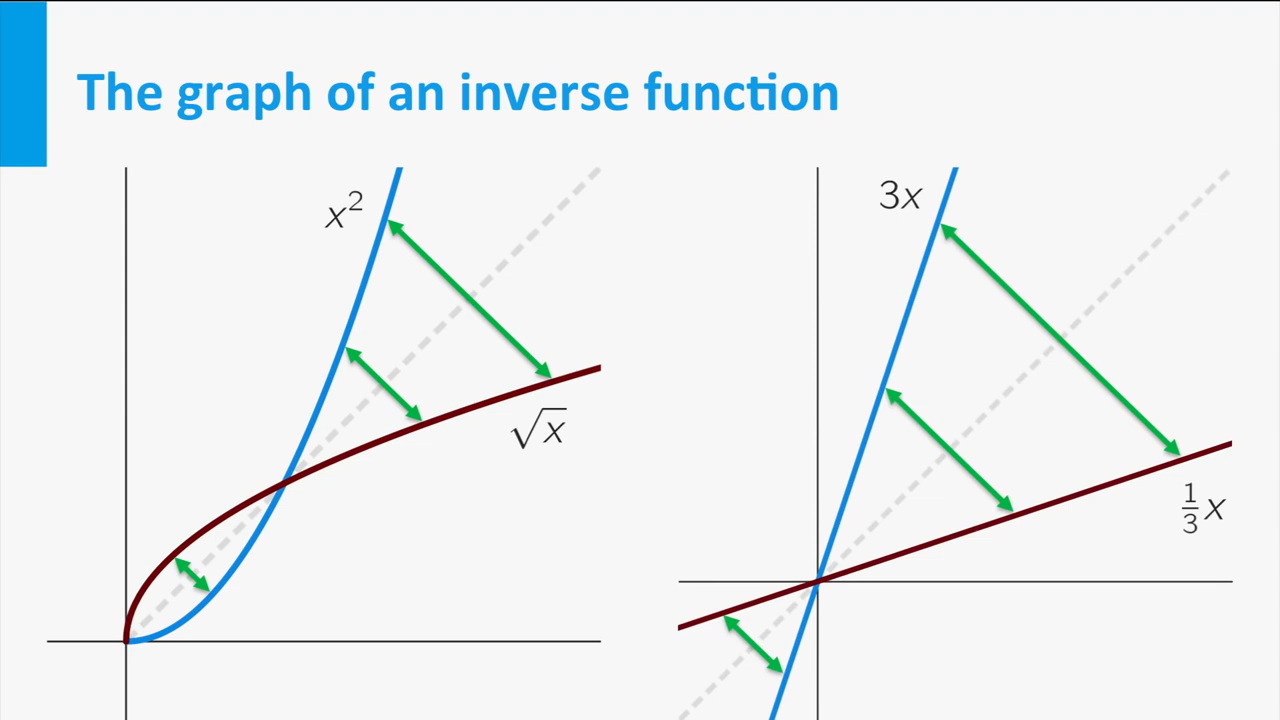 The graph of an inverse function
x²
√x
3x
⅓x